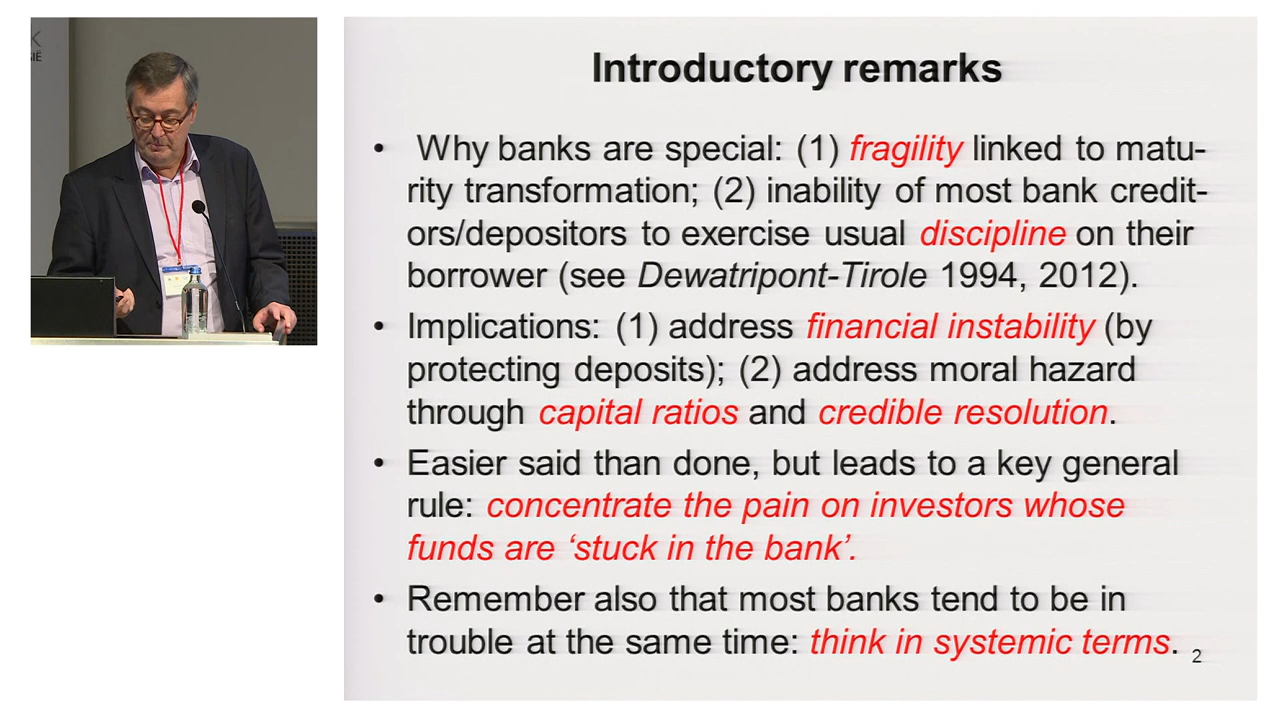 SIË
Introductory remarks
• Why banks are special: (1) fragility linked to matu-
rity transformation; (2) inability of most bank credit-
ors/depositors to exercise usual discipline on their
borrower (see Dewatripont-Tirole 1994, 2012).
• Implications: (1) address financial instability (by
protecting deposits); (2) address moral hazard
through capital ratios and credible resolution.
• Easier said than done, but leads to a key general
rule: concentrate the pain on investors whose
funds are ‘stuck in the bank’.
• Remember also that most banks tend to be in
trouble at the same time: think in systemic terms.
2